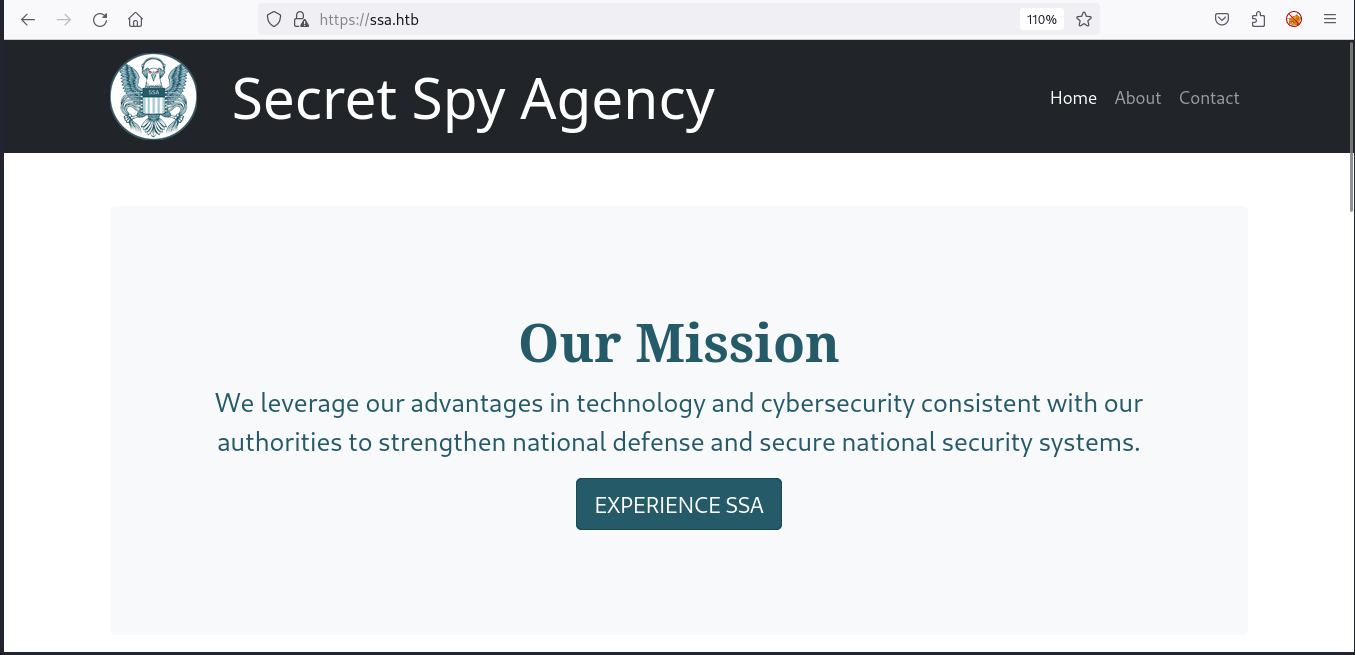 https://ssa.htb
110%
SSA
Secret Spy Agency
Home About Contact
Our Mission
We leverage our advantages in technology and cybersecurity consistent with our
authorities to strengthen national defense and secure national security systems.
EXPERIENCE SSA